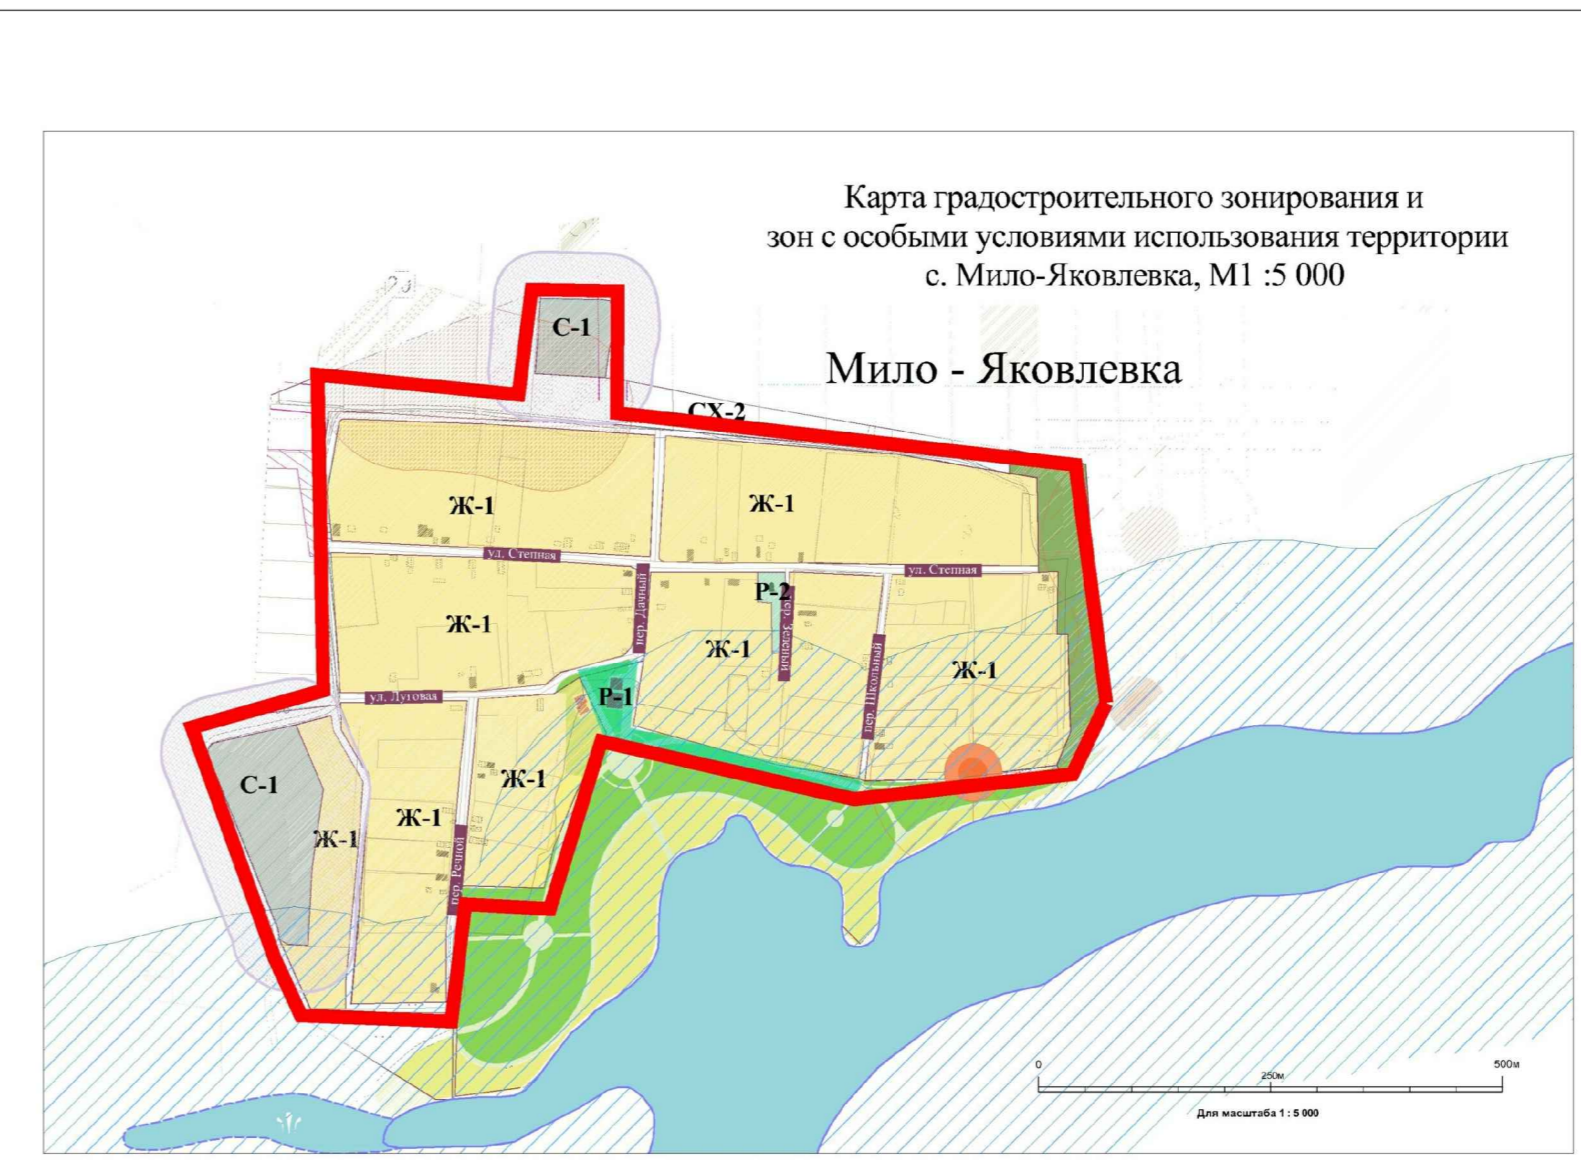 Карта градостроительного зонирования и
зон с особыми условиями использования территории
с. Мило-Яковлевка, М1 :5 000
Мило - Яковлевка
С-1
СХ-2
Ж-1
Ж-1
ул. Степная
ул. Степная
Р-2
пер. Дачный
пер. Зеленый
Ж-1
Ж-1
Ж-1
пер. Школьный
ул. Луговая
Р-1
С-1
Ж-1
Ж-1
Ж-1
пер. Речной
0
250м
500м
Для масштаба 1 : 5 000